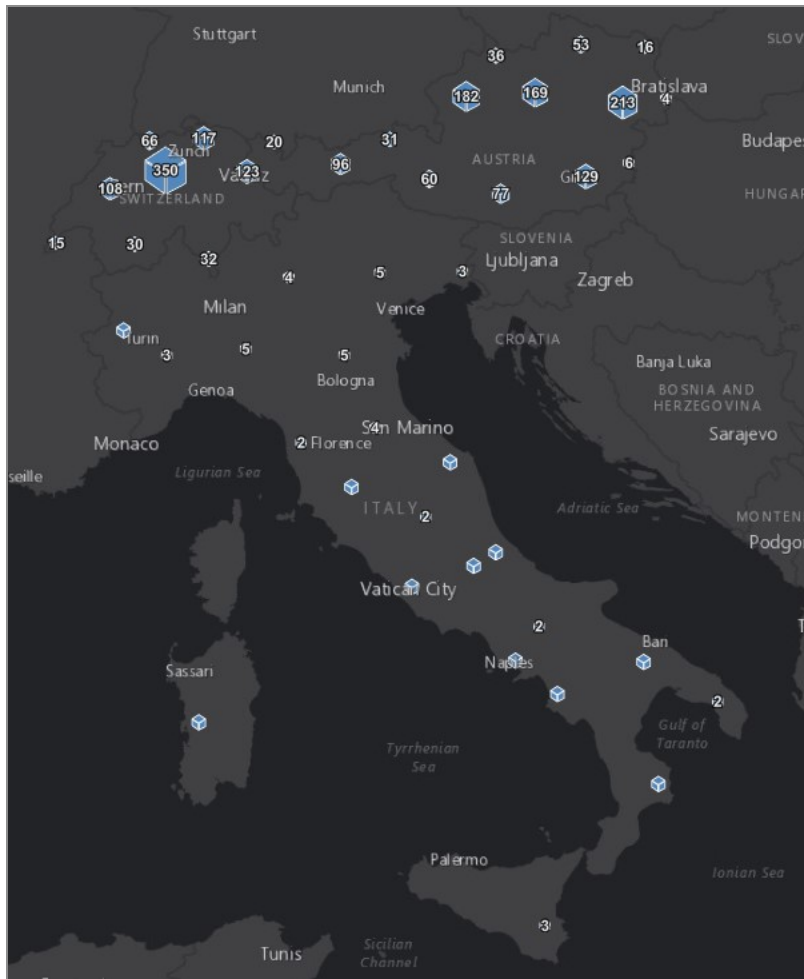 Stuttgart
SLOV
53
16
36
Munich
Bratislava
182
169
213
4
66
117
20
31
Budapes
Zurich
350
123
Vaduz
96
AUSTRIA
6
60
129
108
Bern
77
HUNGAR
SWITZERLAND
15
30
32
SLOVENIA
Ljubljana
4
5
3
Zagreb
Milan
Venice
Turin
CROATIA
3
5
5
Banja Luka
Genoa
Bologna
BOSNIA AND
HERZEGOVINA
4
San Marino
Sarajevo
Monaco
2
Florence
Ligurian Sea
seille
ITALY
Adriatic Sea
2
MONTEN
Podgo
Vatican City
2
T
Bari
Naples
Sassari
2
Gulf of
Taranto
Tyrrhenian
Sea
Palermo
Ionian Sea
3
Tunis
Sicilian
Channel